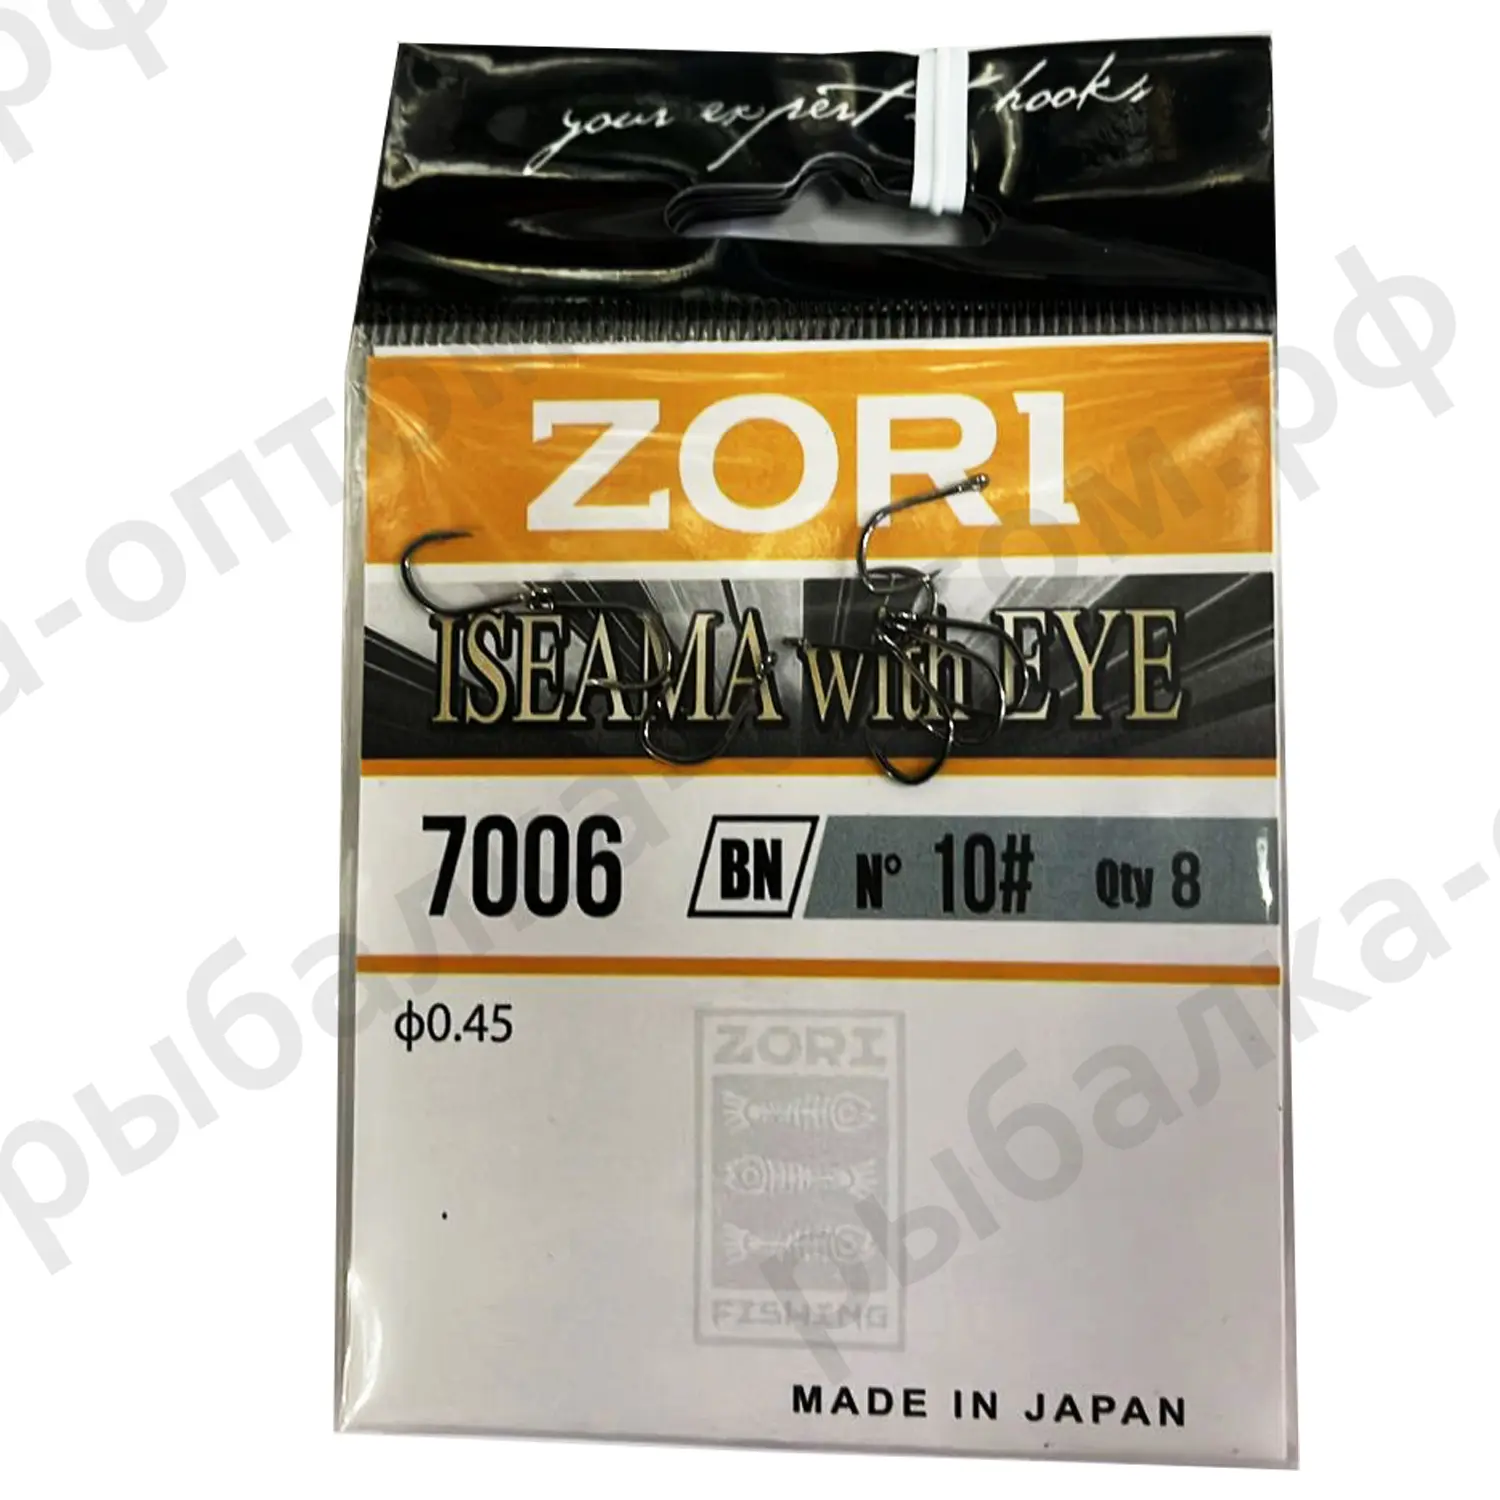 your expert hooks
ZORI
ISEAMA with EYE
7006 BN N° 10# Qty 8
ф0.45
ZORI
FISHING
MADE IN JAPAN
рыбалка-оптом.рф
рыбалка-оптом.рф